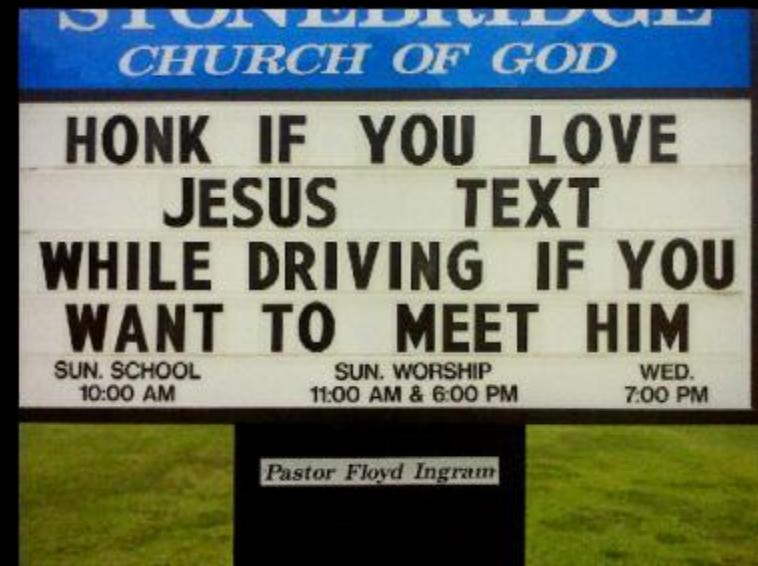 STONEBRIDGE
CHURCH OF GOD
HONK IF YOU LOVE
JESUS TEXT
WHILE DRIVING IF YOU
WANT TO MEET HIM
SUN. SCHOOL SUN. WORSHIP WED.
10:00 AM 11:00 AM & 6:00 PM 7:00 PM
Pastor Floyd Ingram